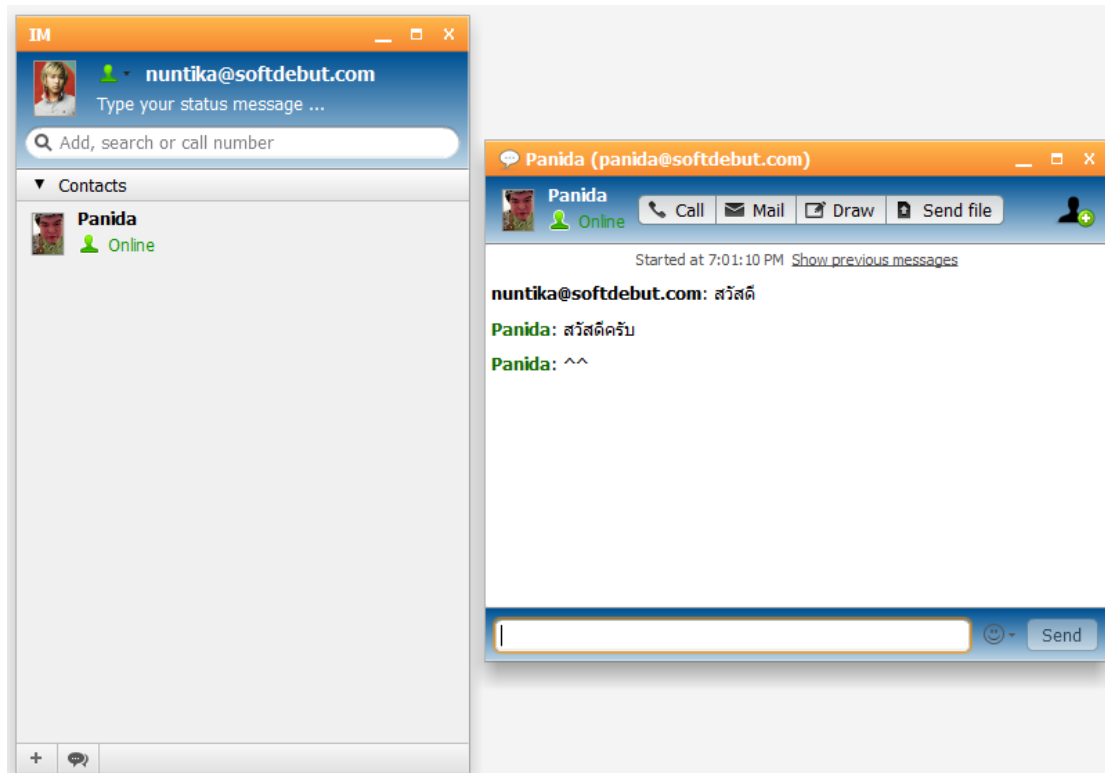 IM
nuntika@softdebut.com
Type your status message ...
Add, search or call number
Contacts
Panida
Online
Panida (panida@softdebut.com)
Panida
Online
Call Mail Draw Send file
Started at 7:01:10 PM Show previous messages
nuntika@softdebut.com: สวัสดี
Panida: สวัสดีครับ
Panida: ^^
Send